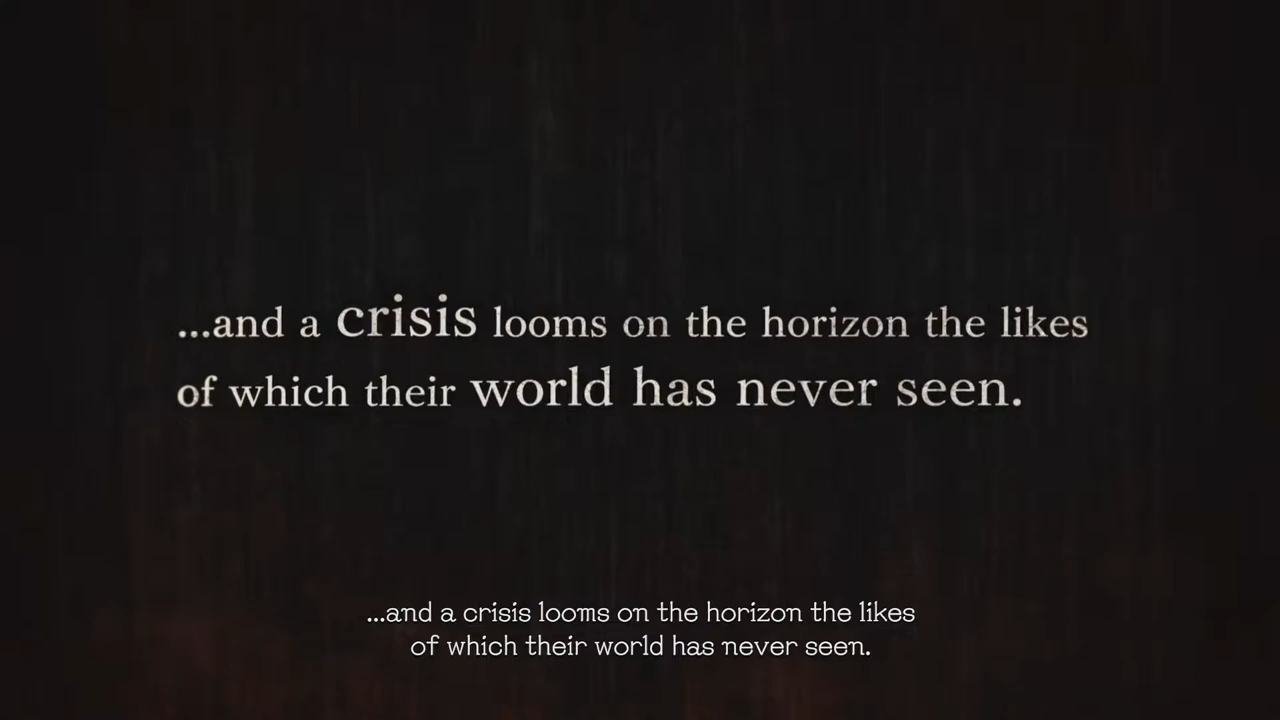 ...and a crisis looms on the horizon the likes
of which their world has never seen.
...and a crisis looms on the horizon the likes
of which their world has never seen.